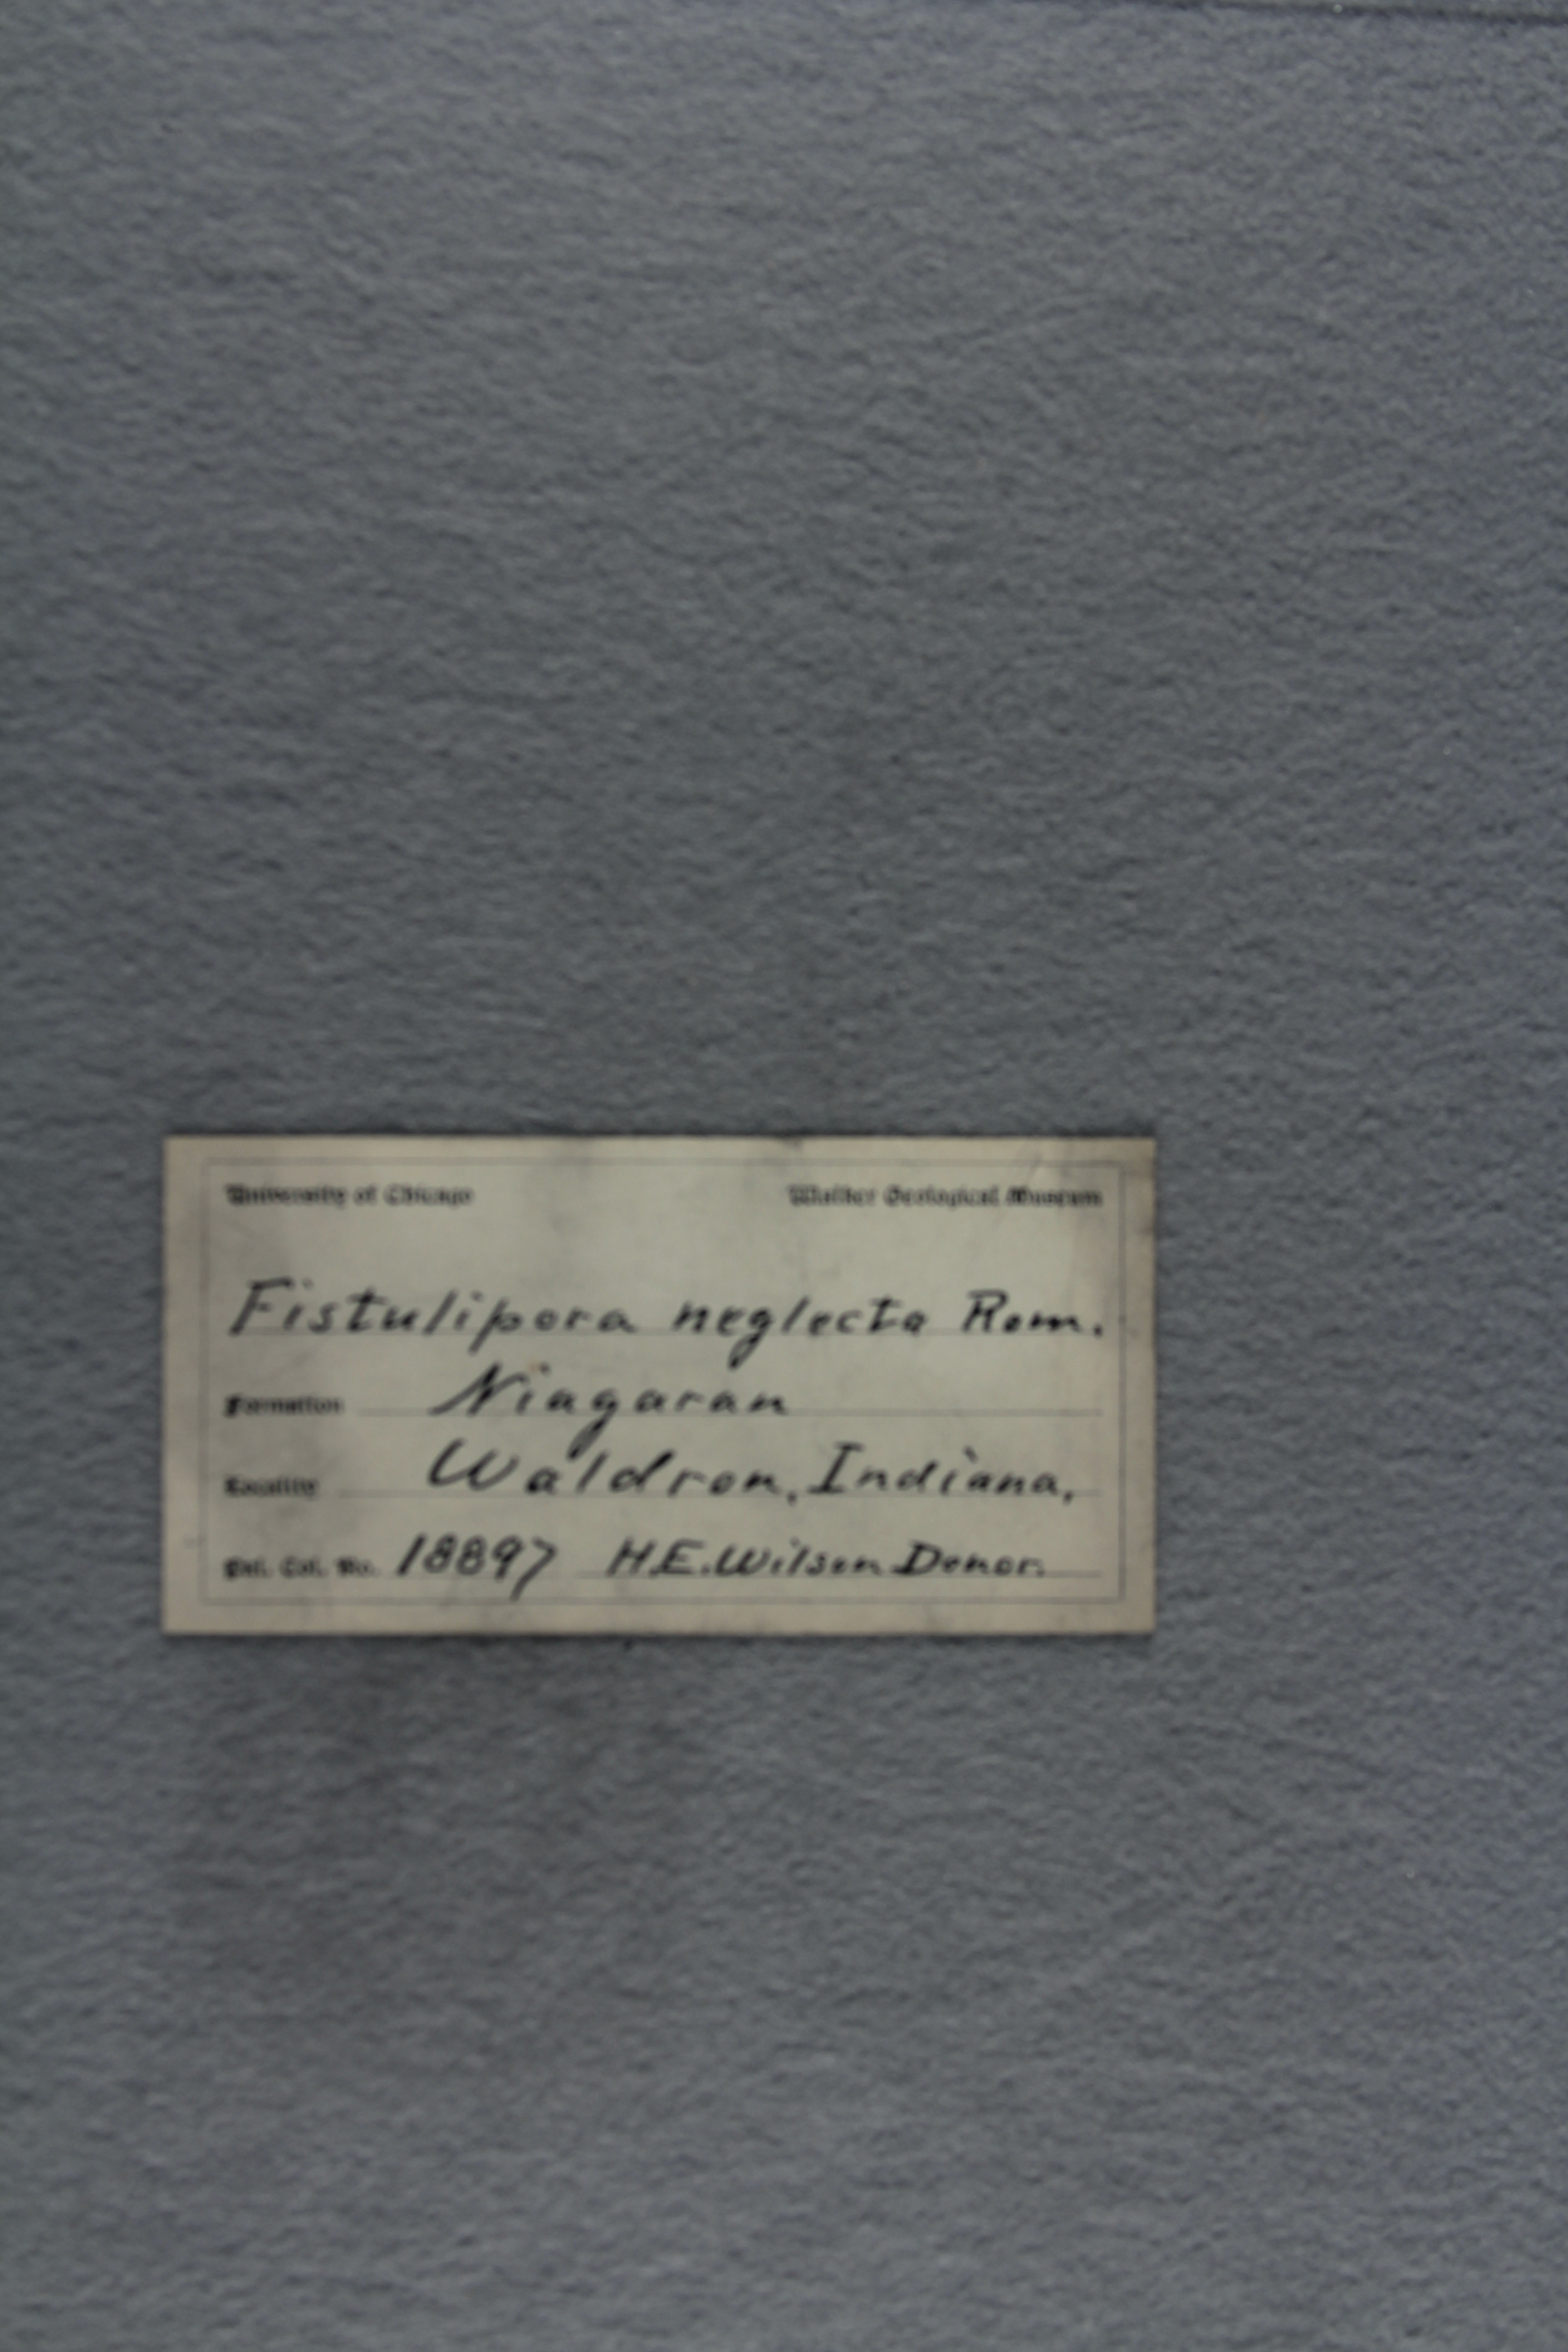 University of Chicago Walker Geological Museum
Fistulipora neglecta Rom.
Formation Niagaran
Locality Waldron, Indiana,
Pal. Col. No. 18897 H.E. Wilson Donor.